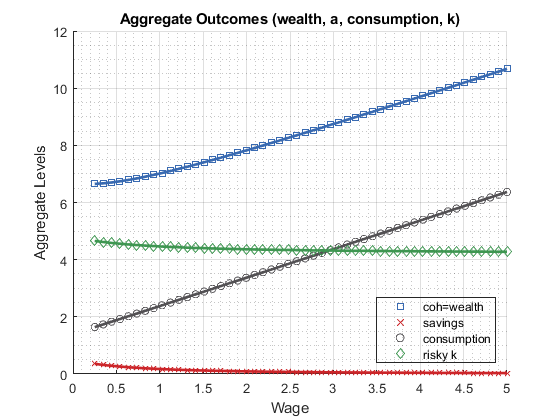 Aggregate Outcomes (wealth, a, consumption, k)
12
10
8
6
4
2
0
Aggregate Levels
coh=wealth
savings
consumption
risky k
0 0.5 1 1.5 2 2.5 3 3.5 4 4.5 5
Wage